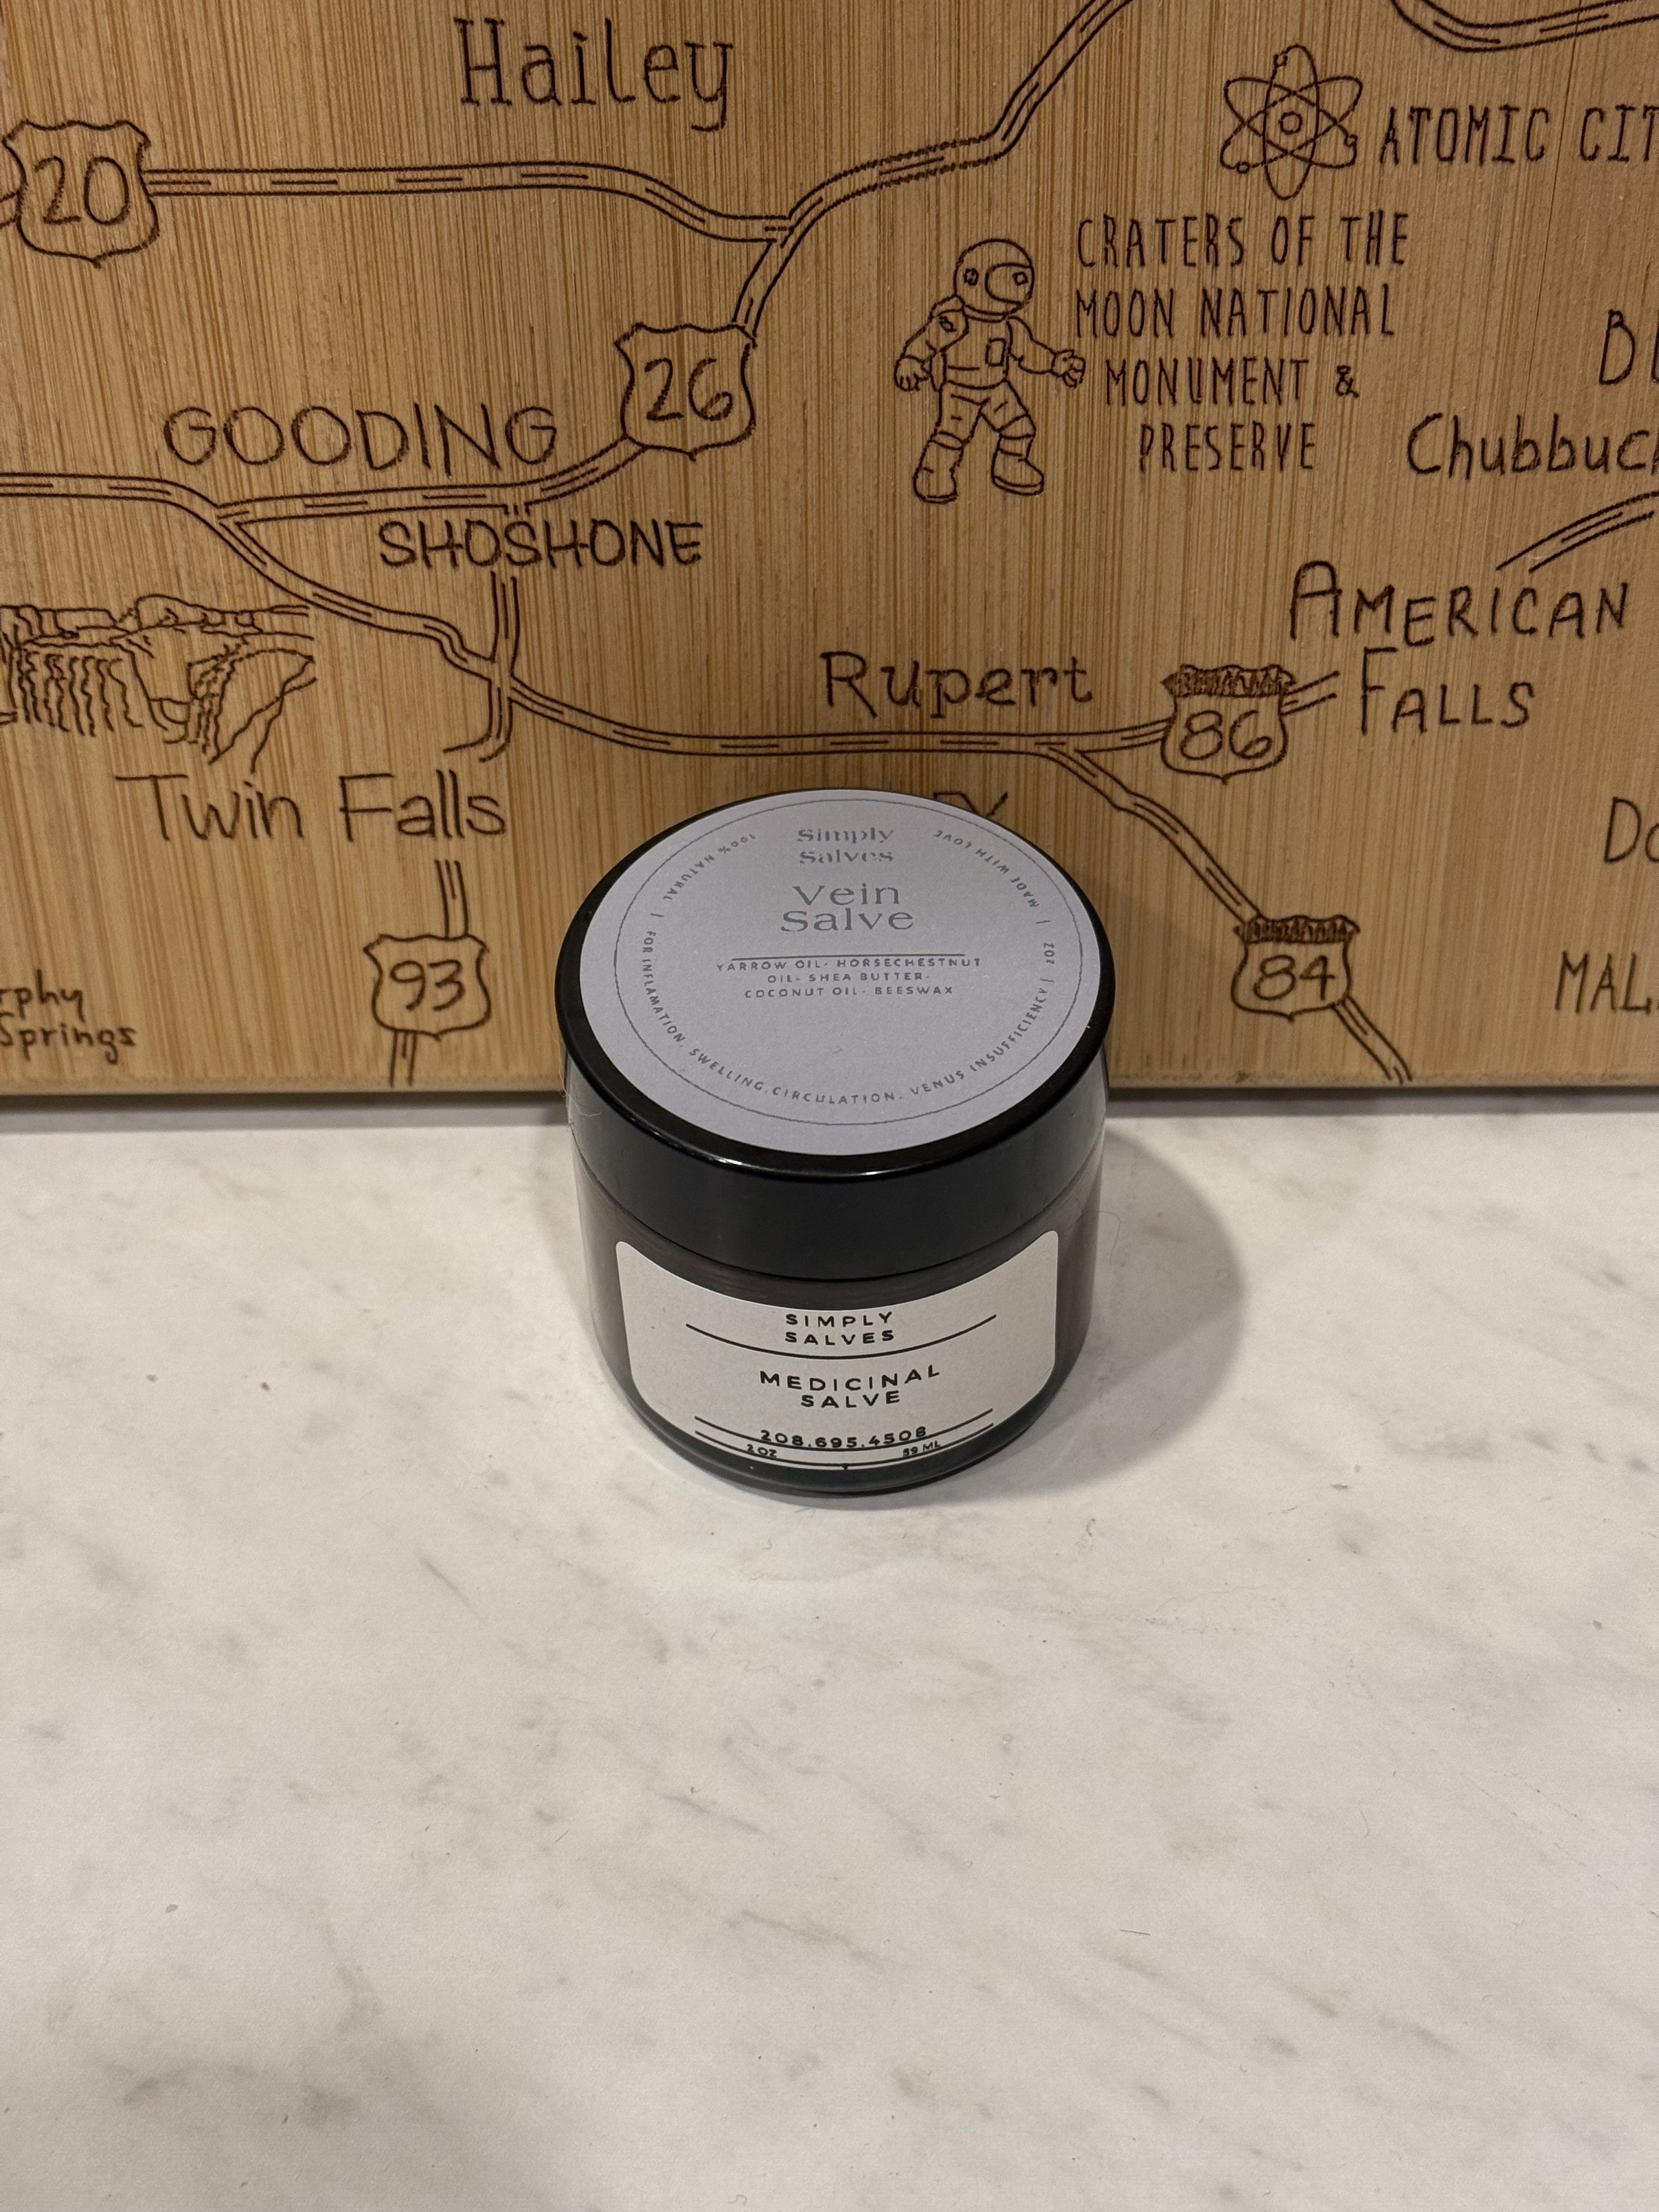 Hailey
20
ATOMIC CIT
CRATERS OF THE
MOON NATIONAL
MONUMENT &
PRESERVE
26
GOODING
Chubbuck
SHOSHONE
AMERICAN
FALLS
Rupert
86
Twin Falls
93
84
MAL
rphy
Springs
100% NATURAL | FOR INFLAMATION. SWELLING. CIRCULATION. VENUS INSUFFICIENCY | 2OZ | MADE WITH LOVE
Simply
Salves
Vein
Salve
YARROW OIL- HORSECHESTNUT
OIL- SHEA BUTTER-
COCONUT OIL- BEESWAX
SIMPLY
SALVES
MEDICINAL
SALVE
208.695.4508
2 OZ 59 ML